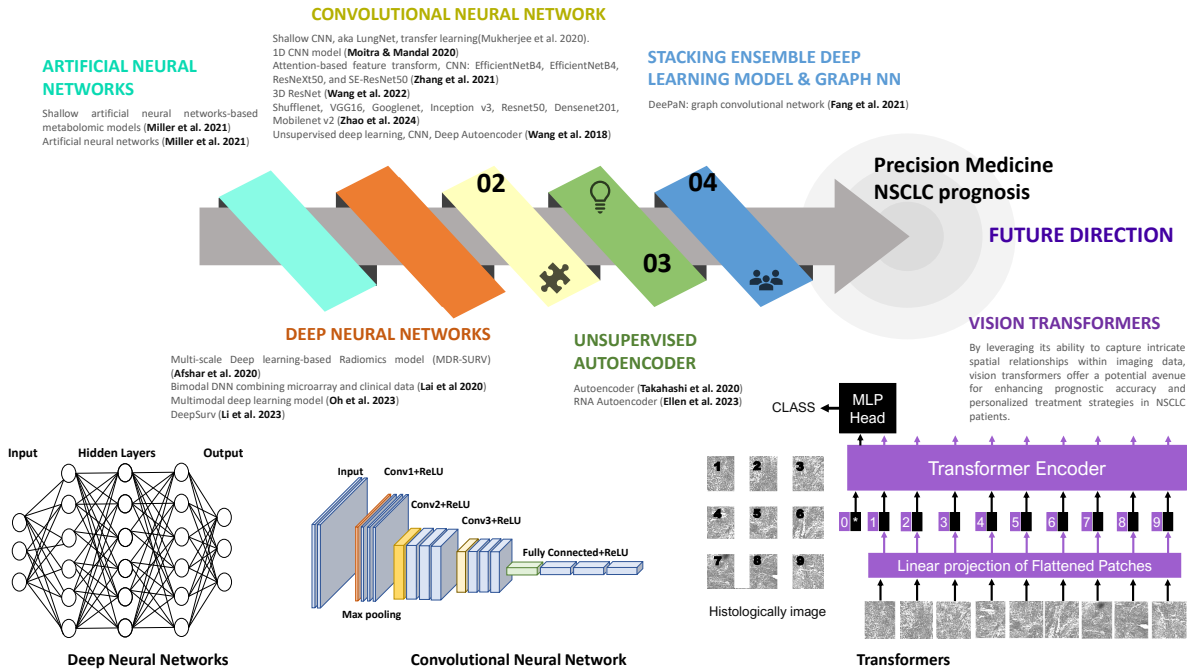 CONVOLUTIONAL NEURAL NETWORK
Shallow CNN, aka LungNet, transfer learning(Mukherjee et al. 2020).
1D CNN model (Moitra & Mandal 2020)
Attention-based feature transform, CNN: EfficientNetB4, EfficientNetB4,
ResNeXt50, and SE-ResNet50 (Zhang et al. 2021)
3D ResNet (Wang et al. 2022)
Shufflenet, VGG16, Googlenet, Inception v3, Resnet50, Densenet201,
Mobilenet v2 (Zhao et al. 2024)
Unsupervised deep learning, CNN, Deep Autoencoder (Wang et al. 2018)
ARTIFICIAL NEURAL
NETWORKS
Shallow artificial neural networks-based
metabolomic models (Miller et al. 2021)
Artificial neural networks (Miller et al. 2021)
STACKING ENSEMBLE DEEP
LEARNING MODEL & GRAPH NN
DeePaN: graph convolutional network (Fang et al. 2021)
02
04
03
Precision Medicine
NSCLC prognosis
FUTURE DIRECTION
DEEP NEURAL NETWORKS
Multi-scale Deep learning-based Radiomics model (MDR-SURV)
(Afshar et al. 2020)
Bimodal DNN combining microarray and clinical data (Lai et al 2020)
Multimodal deep learning model (Oh et al. 2023)
DeepSurv (Li et al. 2023)
UNSUPERVISED
AUTOENCODER
Autoencoder (Takahashi et al. 2020)
RNA Autoencoder (Ellen et al. 2023)
VISION TRANSFORMERS
By leveraging its ability to capture intricate
spatial relationships within imaging data,
vision transformers offer a potential avenue
for enhancing prognostic accuracy and
personalized treatment strategies in NSCLC
patients.
Input
Hidden Layers
Output
Deep Neural Networks
Input
Conv1+ReLU
Conv2+ReLU
Conv3+ReLU
Fully Connected+ReLU
Max pooling
Convolutional Neural Network
1 2 3
4 5 6
7 8 9
Histologically image
CLASS
MLP
Head
Transformer Encoder
0 * 1 2 3 4 5 6 7 8 9
Linear projection of Flattened Patches
Transformers